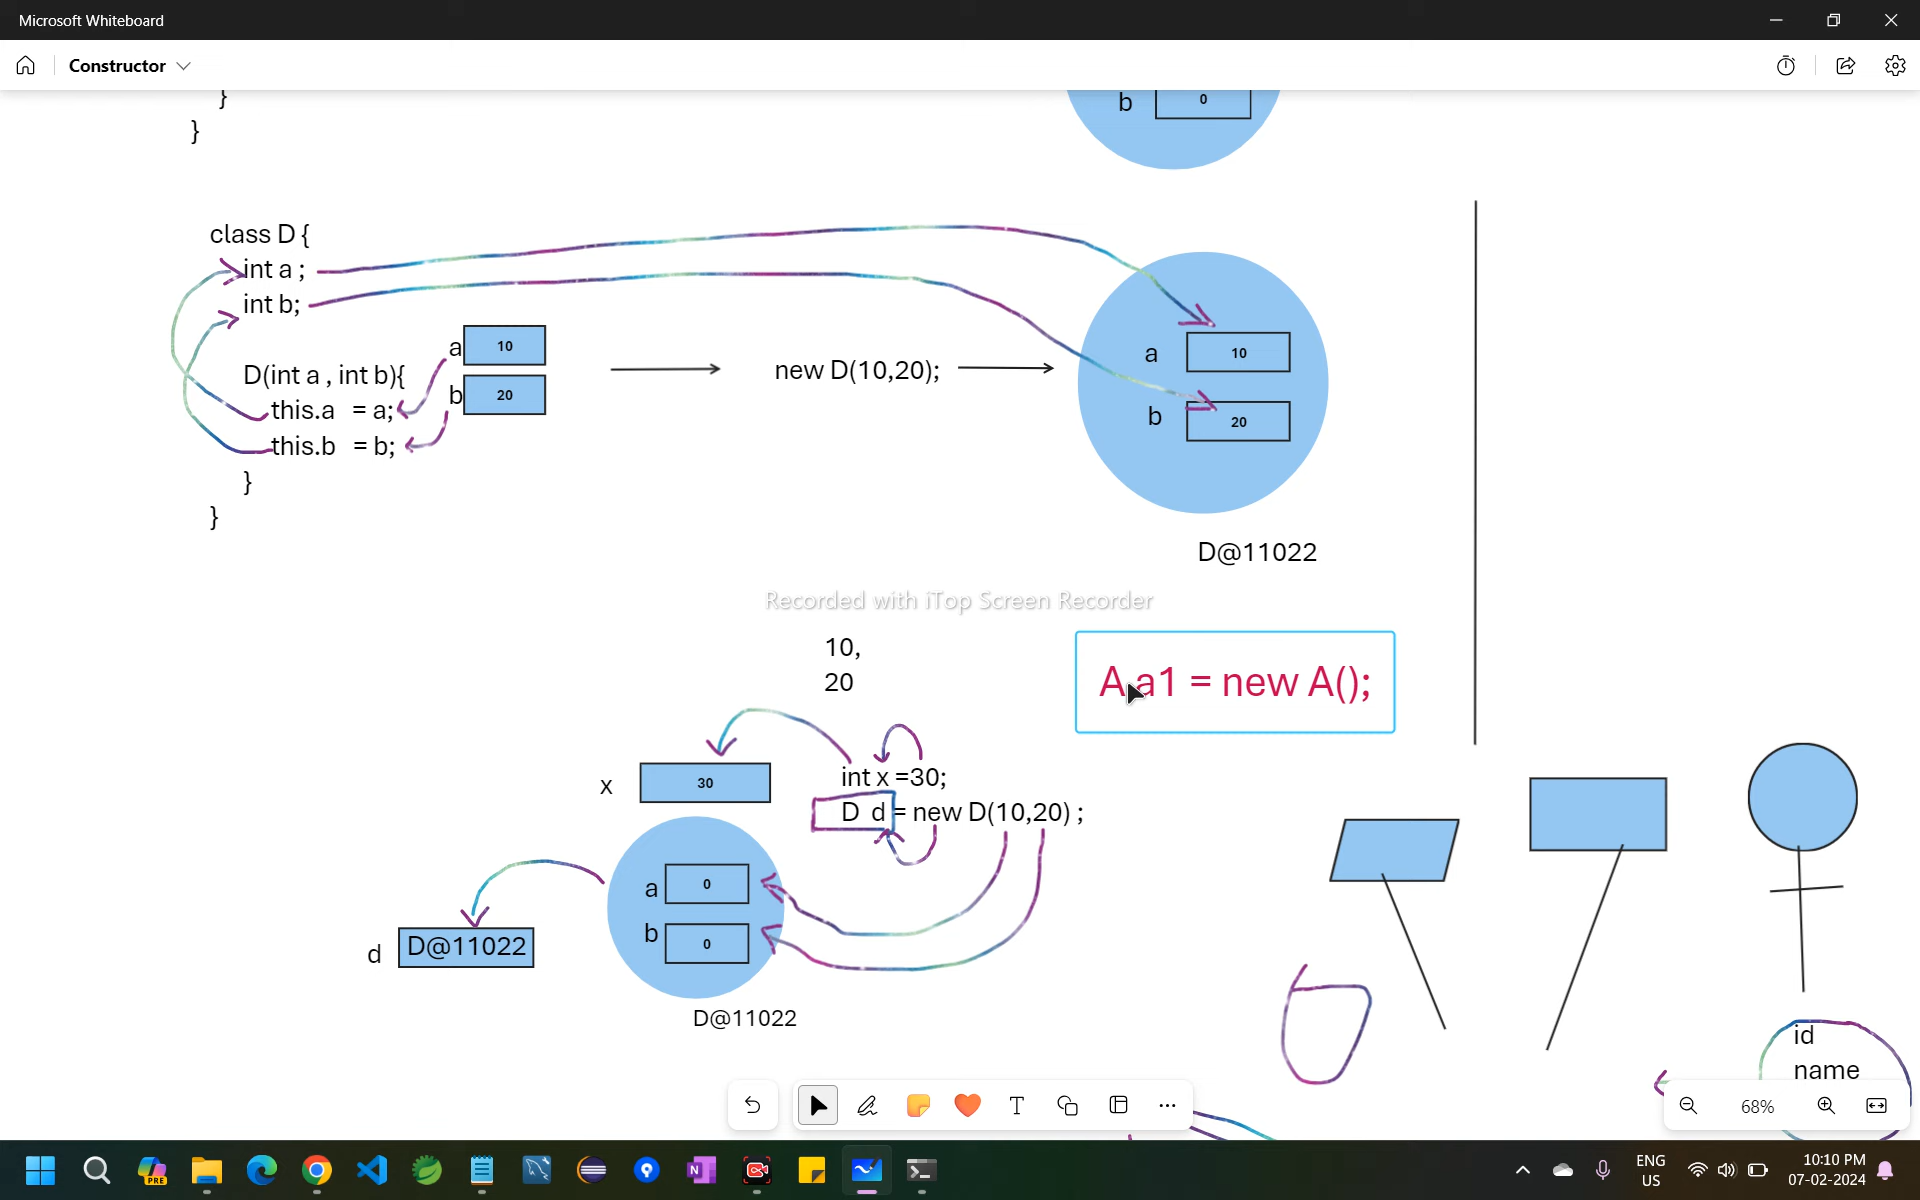 Microsoft Whiteboard
Constructor
}
}
b 0
class D {
int a ;
int b;
a 10
D(int a , int b){
b 20
this.a = a;
this.b = b;
}
}
new D(10,20);
a 10
b 20
D@11022
Recorded with iTop Screen Recorder
10,
20
A a1 = new A();
x 30
int x =30;
D d = new D(10,20) ;
a 0
b 0
d D@11022
D@11022
id
name
68%
ENG
US
10:10 PM
07-02-2024
PRE